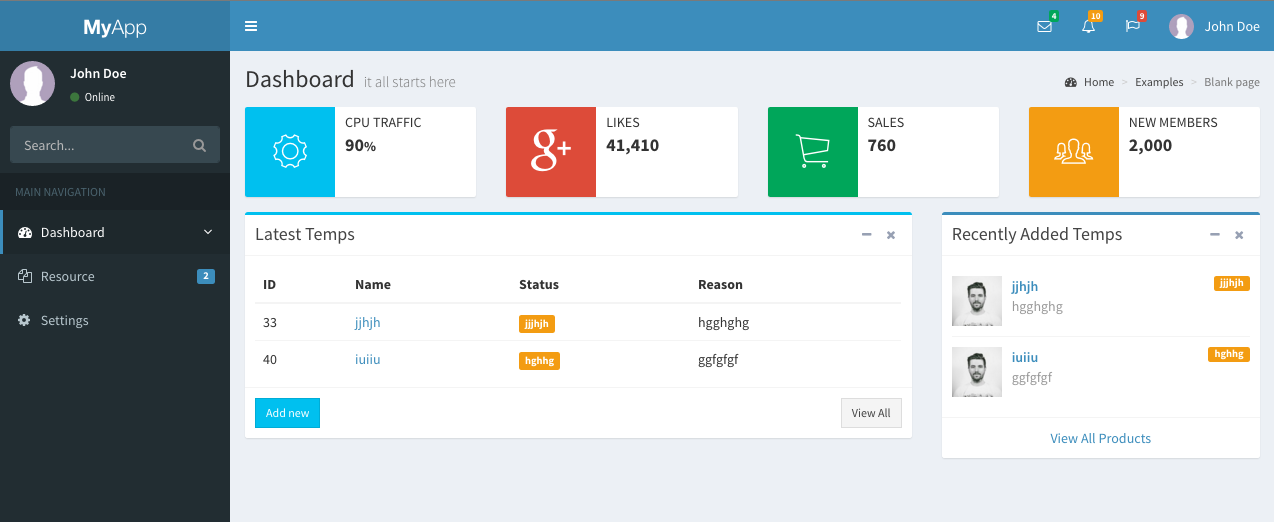 MyApp
4
10
9
John Doe
John Doe
Online
Search...
MAIN NAVIGATION
Dashboard
Resource 2
Settings
Dashboard it all starts here
Home > Examples > Blank page
CPU TRAFFIC
90%
g+
LIKES
41,410
SALES
760
NEW MEMBERS
2,000
Latest Temps
ID Name Status Reason
33 jjhjh jjjhjh hgghghg
40 iuiiu hghhg ggfgfgf
Add new View All
Recently Added Temps
jjhjh jjjhjh
hgghghg
iuiiu hghhg
ggfgfgf
View All Products